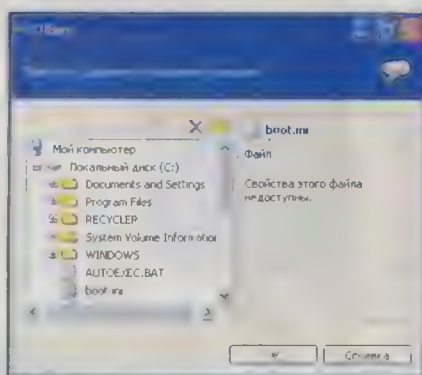 boot.ini
Мой компьютер
Файл
Локальный диск (C:)
Documents and Settings
Свойства этого файла
недоступны.
Program Files
RECYCLER
System Volume Information
WINDOWS
AUTOEXEC.BAT
boot.ini
Справка